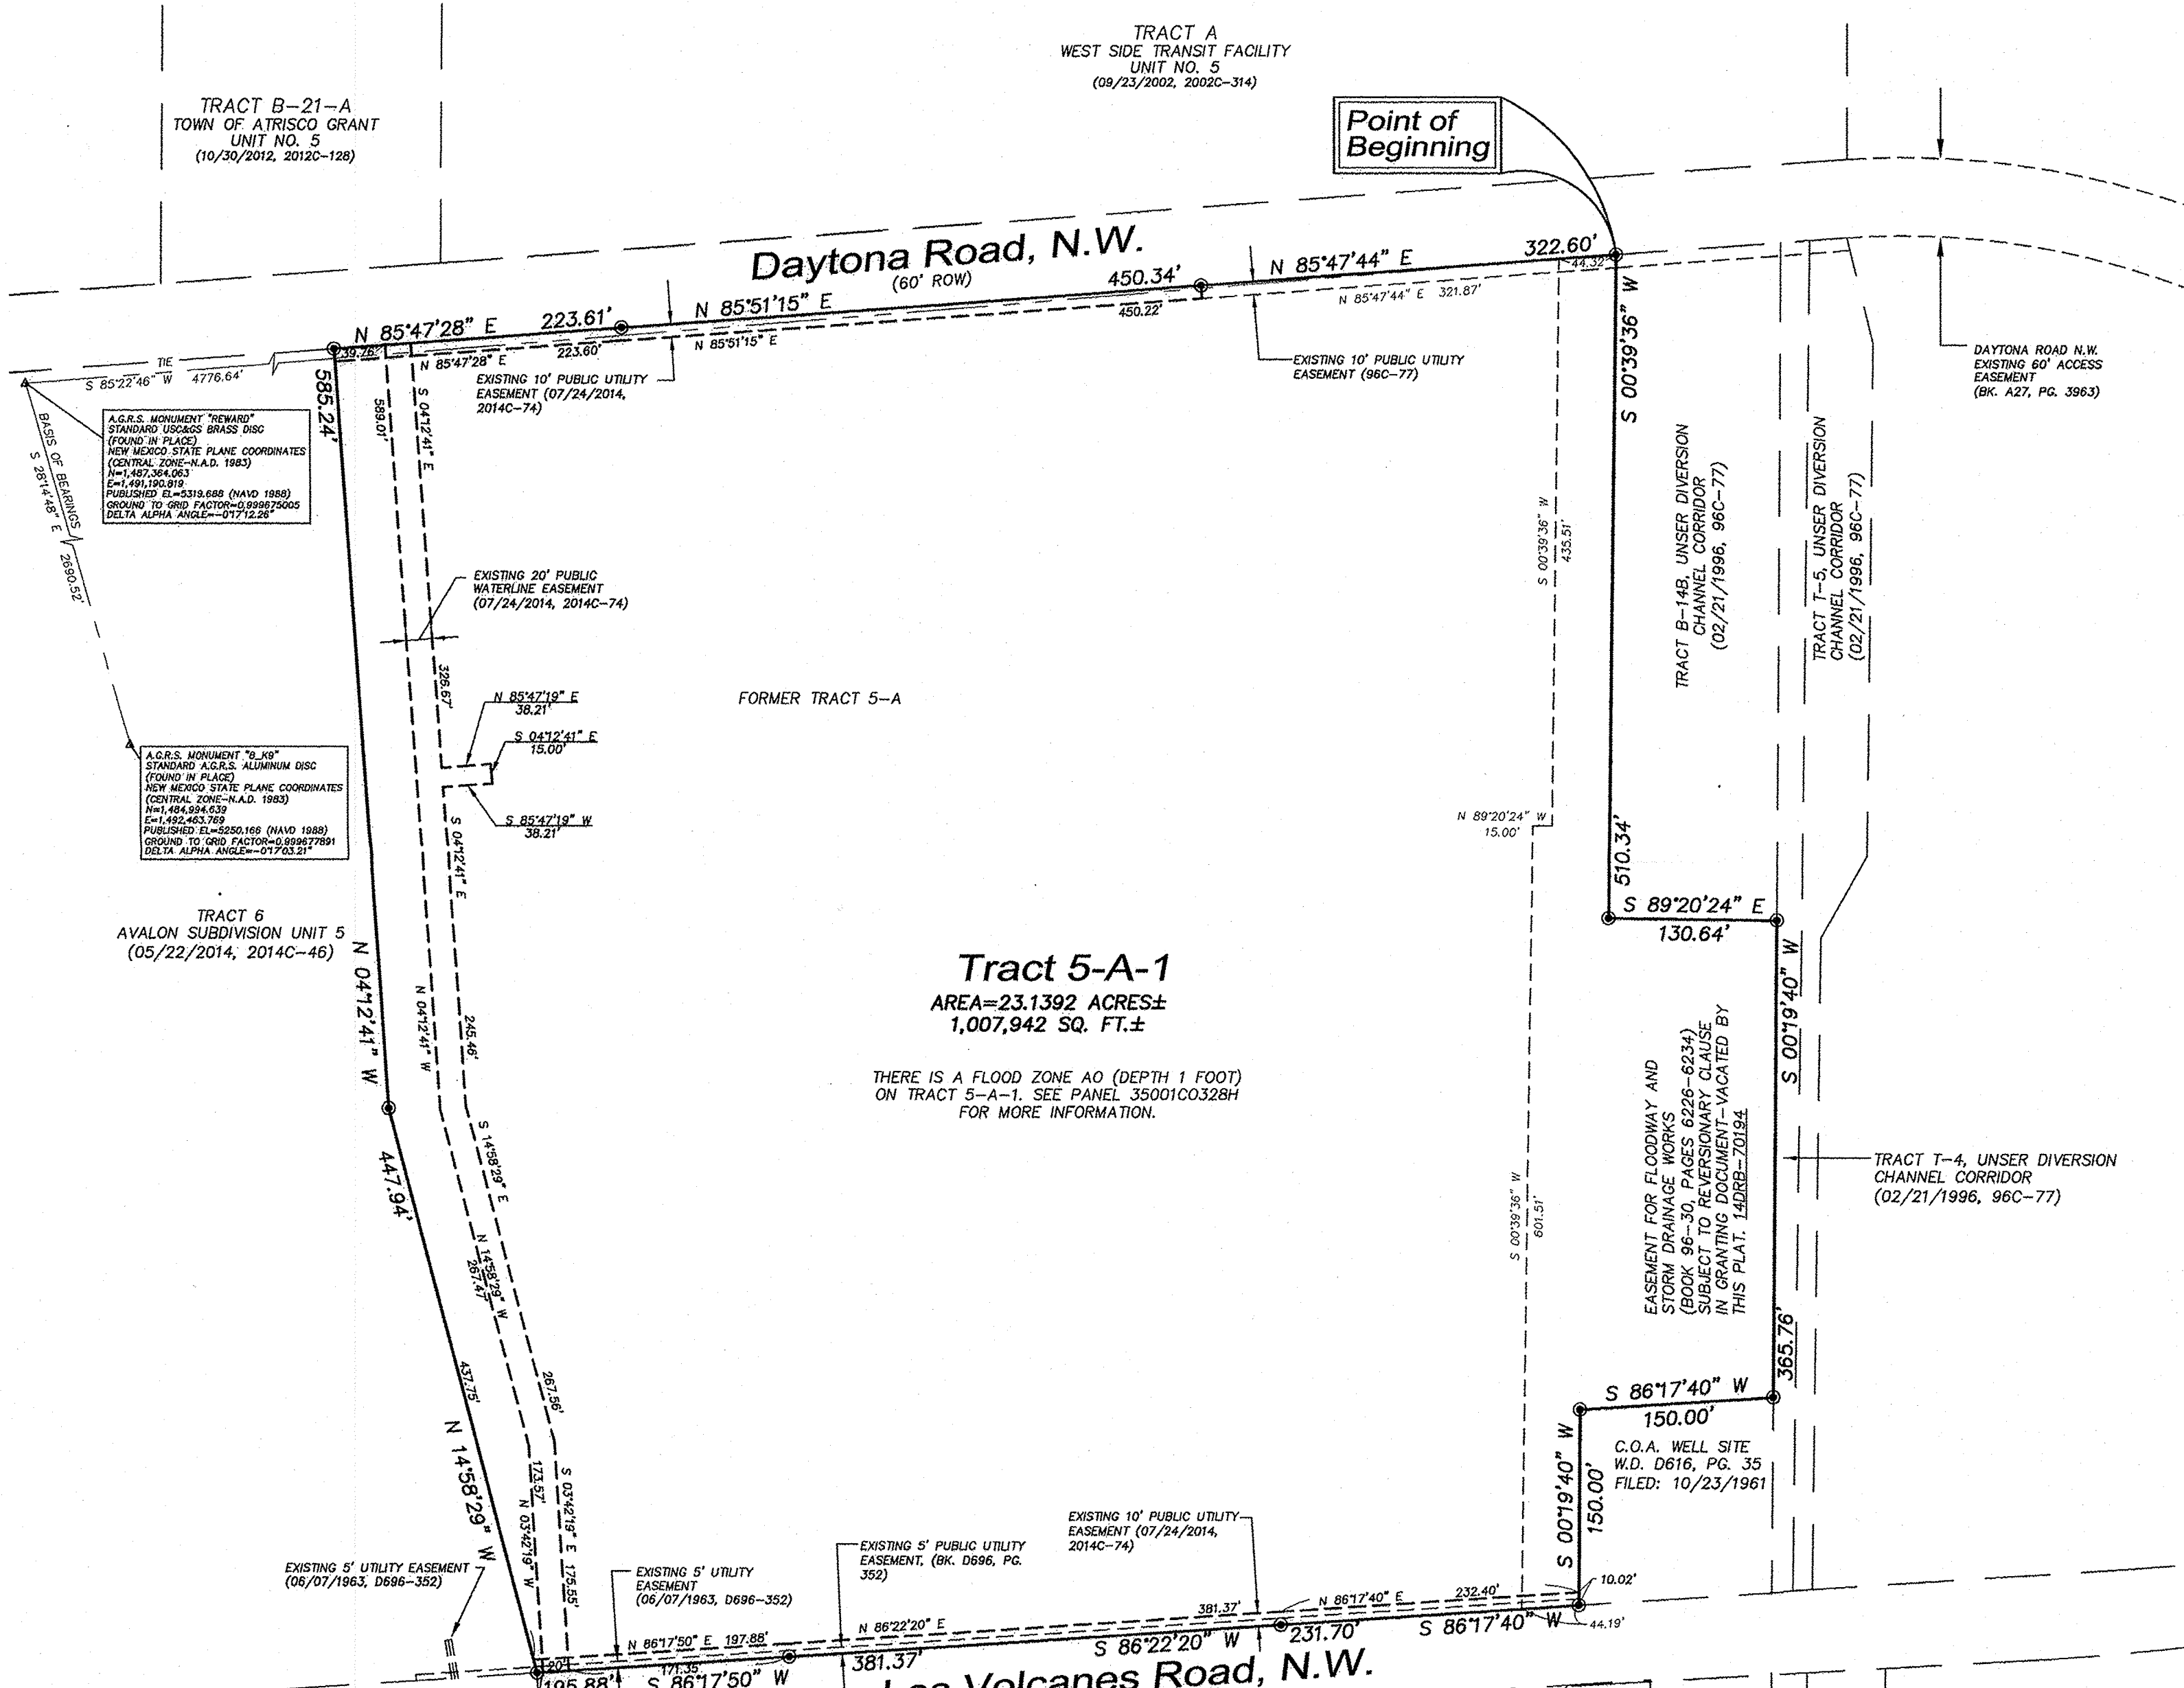 TRACT A
WEST SIDE TRANSIT FACILITY
UNIT NO. 5
(09/23/2002, 2002C-314)
TRACT B-21-A
TOWN OF ATRISCO GRANT
UNIT NO. 5
(10/30/2012, 2012C-128)
Point of
Beginning
Daytona Road, N.W.
(60' ROW)
N 85°47'28" E 223.61'
N 85°51'15" E 450.34'
N 85°47'44" E 322.60'
44.32'
N 85°47'44" E 321.87'
450.22'
N 85°51'15" E
223.60'
N 85°47'28" E
39.76'
TIE
S 85°22'46" W 4776.64'
BASIS OF BEARINGS
S 28°14'48" E 2690.52'
A.G.R.S. MONUMENT "REWARD"
STANDARD USC&GS BRASS DISC
(FOUND IN PLACE)
NEW MEXICO STATE PLANE COORDINATES
(CENTRAL ZONE-N.A.D. 1983)
N=1,487,364.063
E=1,491,190.819
PUBLISHED EL=5319.688 (NAVD 1988)
GROUND TO GRID FACTOR=0.999675005
DELTA ALPHA ANGLE=-0°17'12.26"
EXISTING 10' PUBLIC UTILITY
EASEMENT (07/24/2014,
2014C-74)
EXISTING 10' PUBLIC UTILITY
EASEMENT (96C-77)
DAYTONA ROAD N.W.
EXISTING 60' ACCESS
EASEMENT
(BK. A27, PG. 3963)
585.24'
589.01'
S 04°12'41" E
S 00°39'36" W
S 00°39'36" W
435.51'
TRACT B-14B, UNSER DIVERSION
CHANNEL CORRIDOR
(02/21/1996, 96C-77)
TRACT T-5, UNSER DIVERSION
CHANNEL CORRIDOR
(02/21/1996, 96C-77)
EXISTING 20' PUBLIC
WATERLINE EASEMENT
(07/24/2014, 2014C-74)
326.67'
N 85°47'19" E
38.21'
S 04°12'41" E
15.00'
S 85°47'19" W
38.21'
FORMER TRACT 5-A
A.G.R.S. MONUMENT "8_K9"
STANDARD A.G.R.S. ALUMINUM DISC
(FOUND IN PLACE)
NEW MEXICO STATE PLANE COORDINATES
(CENTRAL ZONE-N.A.D. 1983)
N=1,484,994.639
E=1,492,463.769
PUBLISHED EL=5250.166 (NAVD 1988)
GROUND TO GRID FACTOR=0.999677891
DELTA ALPHA ANGLE=-0°17'03.21"
N 89°20'24" W
15.00'
510.34'
S 89°20'24" E
130.64'
TRACT 6
AVALON SUBDIVISION UNIT 5
(05/22/2014, 2014C-46)
N 04°12'41" W
N 04°12'41" W
S 04°12'41" E
245.46'
Tract 5-A-1
AREA=23.1392 ACRES±
1,007,942 SQ. FT.±
THERE IS A FLOOD ZONE AO (DEPTH 1 FOOT)
ON TRACT 5-A-1. SEE PANEL 35001C0328H
FOR MORE INFORMATION.
S 00°19'40" W
365.76'
EASEMENT FOR FLOODWAY AND
STORM DRAINAGE WORKS
(BOOK 96-30, PAGES 6226-6234)
SUBJECT TO REVERSIONARY CLAUSE
IN GRANTING DOCUMENT-VACATED BY
THIS PLAT. 14DRB-70194
TRACT T-4, UNSER DIVERSION
CHANNEL CORRIDOR
(02/21/1996, 96C-77)
447.94'
S 14°58'29" E
N 14°58'29" W
267.47'
S 00°39'36" W
601.51'
437.75'
267.56'
N 14°58'29" W
S 86°17'40" W
150.00'
C.O.A. WELL SITE
W.D. D616, PG. 35
FILED: 10/23/1961
S 00°19'40" W
150.00'
173.57'
N 03°42'19" W
S 03°42'19" E 175.55'
EXISTING 5' UTILITY EASEMENT
(06/07/1963, D696-352)
EXISTING 5' UTILITY
EASEMENT
(06/07/1963, D696-352)
EXISTING 5' PUBLIC UTILITY
EASEMENT, (BK. D696, PG.
352)
EXISTING 10' PUBLIC UTILITY
EASEMENT (07/24/2014,
2014C-74)
10.02'
N 86°17'40" E 232.40'
381.37'
N 86°22'20" E
N 86°17'50" E 197.88'
44.19'
231.70' S 86°17'40" W
381.37' S 86°22'20" W
20'
171.35'
195.88' S 86°17'50" W
Los Volcanes Road, N.W.